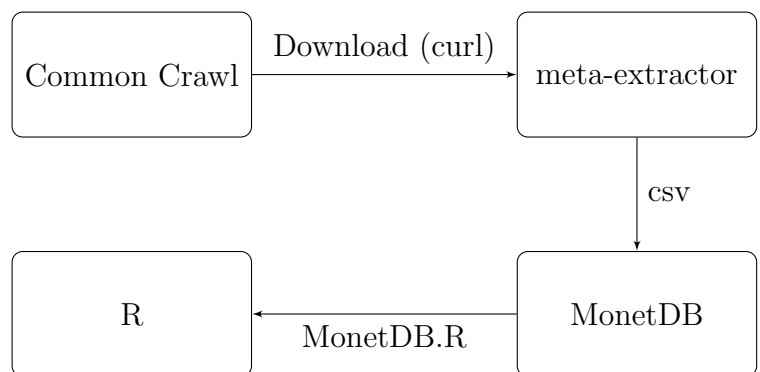 Common Crawl
Download (curl)
meta-extractor
csv
R
MonetDB.R
MonetDB